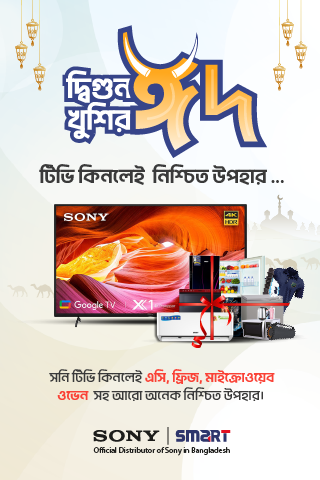 দ্বিগুন
খুশির
ঈদ
টিভি কিনলেই নিশ্চিত উপহার ...
SONY
4K
HDR
Google TV
X1
সনি টিভি কিনলেই এসি, ফ্রিজ, মাইক্রোওয়েব
ওভেন সহ আরো অনেক নিশ্চিত উপহার।
SONY | SMART
Official Distributor of Sony in Bangladesh